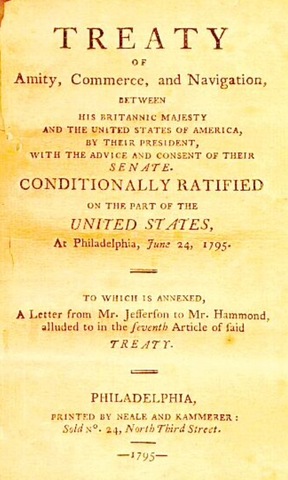 TREATY
OF
Amity, Commerce, and Navigation,
BETWEEN
HIS BRITANNIC MAJESTY
AND THE UNITED STATES OF AMERICA,
BY THEIR PRESIDENT,
WITH THE ADVICE AND CONSENT OF THEIR
SENATE.
CONDITIONALLY RATIFIED
ON THE PART OF THE
UNITED STATES,
At Philadelphia, June 24, 1795.
TO WHICH IS ANNEXED,
A Letter from Mr. Jefferſon to Mr. Hammond,
alluded to in the ſeventh Article of ſaid
TREATY.
PHILADELPHIA,
PRINTED BY NEALE AND KAMMERER:
Sold No. 24, North Third Street.
—1795—